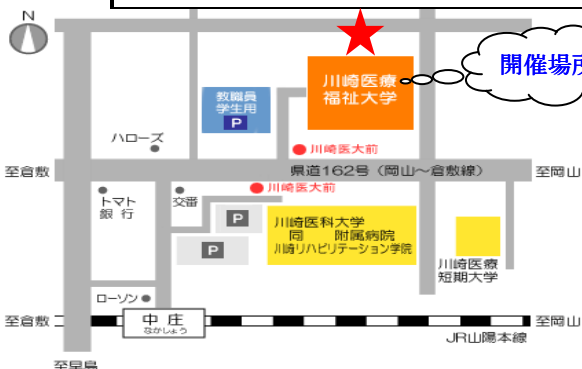 N
開催場所
川崎医療
福祉大学
教職員
学生用
P
ハローズ
川崎医大前
至倉敷
県道162号（岡山～倉敷線）
至岡山
川崎医大前
トマト
銀行
交番
P
P
川崎医科大学
同　附属病院
川崎リハビリテーション学院
川崎医療
短期大学
ローソン
至倉敷
中庄
なかしょう
至岡山
JR山陽本線
至早島